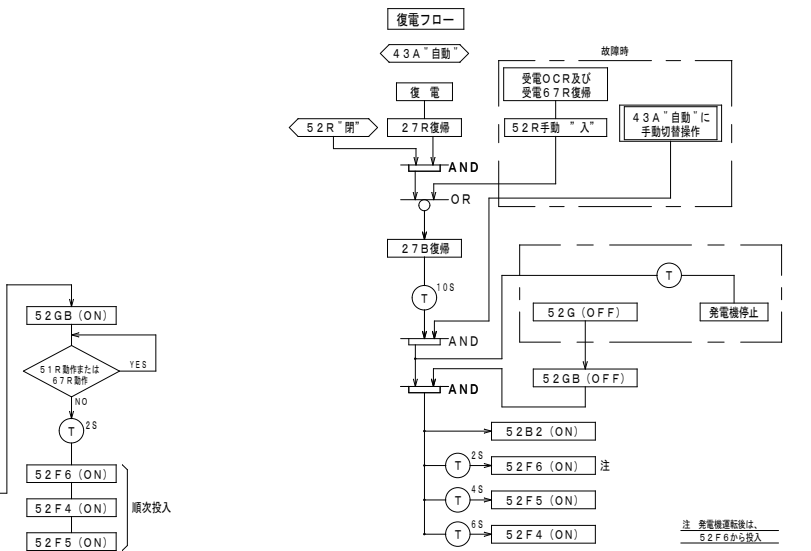 復電フロー
43A"自動"
故障時
復 電
受電OCR及び
受電67R復帰
43A"自動"に
手動切替操作
52R"閉"
27R復帰
52R手動 "入"
AND
OR
27B復帰
T
10S
T
52G(OFF)
発電機停止
AND
52GB(OFF)
AND
52B2(ON)
T
2S
52F6(ON)
注
T
4S
52F5(ON)
T
6S
52F4(ON)
注 発電機運転後は、
52F6から投入
52GB(ON)
51R動作または
67R動作
YES
NO
T
2S
52F6(ON)
52F4(ON)
52F5(ON)
順次投入